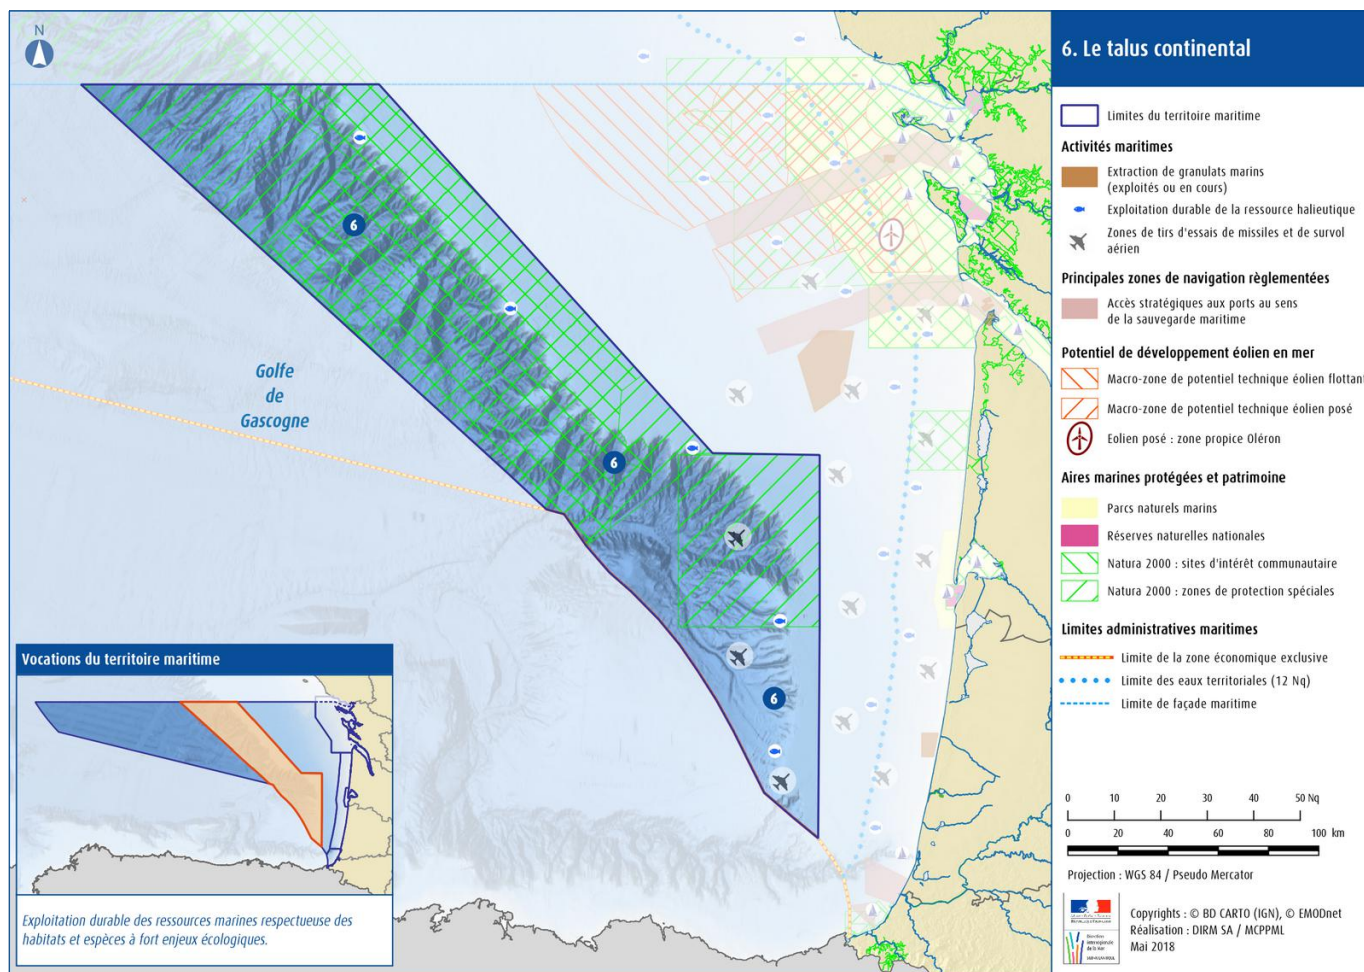 N
6. Le talus continental
Limites du territoire maritime
Activités maritimes
Extraction de granulats marins
(exploités ou en cours)
Exploitation durable de la ressource halieutique
Zones de tirs d'essais de missiles et de survol
aérien
Principales zones de navigation règlementées
Accès stratégiques aux ports au sens
de la sauvegarde maritime
Potentiel de développement éolien en mer
Macro-zone de potentiel technique éolien flottant
Macro-zone de potentiel technique éolien posé
Eolien posé : zone propice Oléron
Aires marines protégées et patrimoine
Parcs naturels marins
Réserves naturelles nationales
Natura 2000 : sites d'intérêt communautaire
Natura 2000 : zones de protection spéciales
Limites administratives maritimes
Limite de la zone économique exclusive
Limite des eaux territoriales (12 Nq)
Limite de façade maritime
0 10 20 30 40 50 Nq
0 20 40 60 80 100 km
Projection : WGS 84 / Pseudo Mercator
Copyrights : © BD CARTO (IGN), © EMODnet
Réalisation : DIRM SA / MCPPML
Mai 2018
6
Golfe
de
Gascogne
6
6
Vocations du territoire maritime
Exploitation durable des ressources marines respectueuse des
habitats et espèces à fort enjeux écologiques.